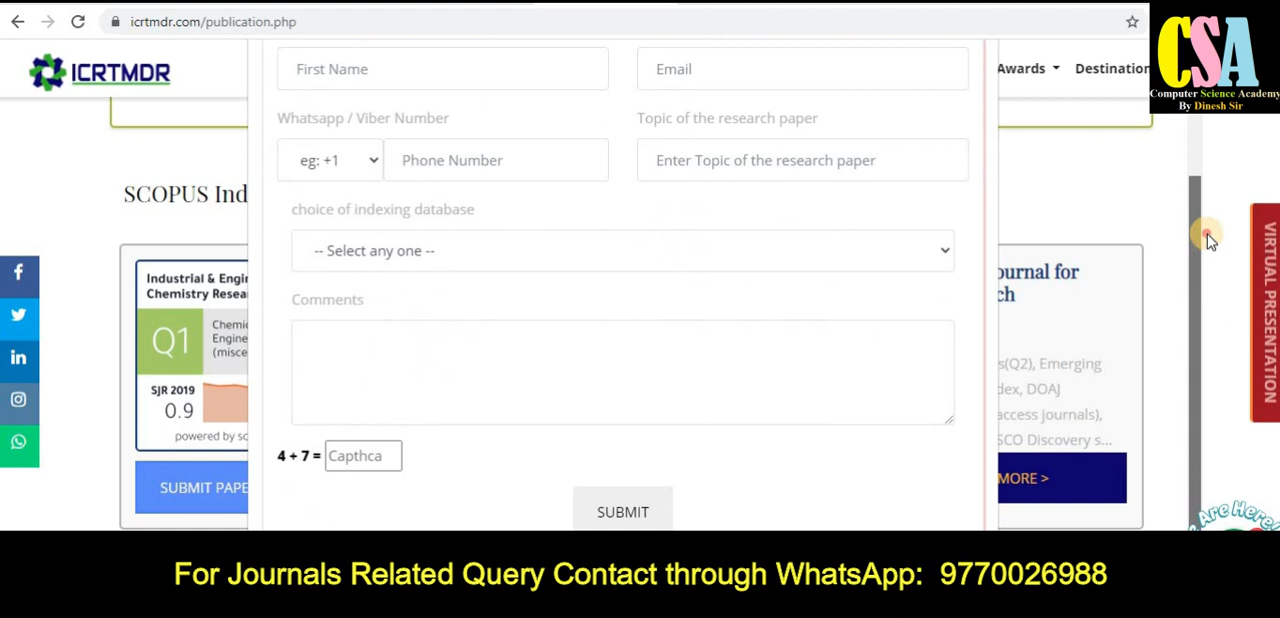 icrtmdr.com/publication.php
ICRTMDR
Awards
Destination
CSA
Computer Science Academy
By Dinesh Sir
First Name
Email
Whatsapp / Viber Number
Topic of the research paper
eg: +1
Phone Number
Enter Topic of the research paper
choice of indexing database
-- Select any one --
Comments
4 + 7 =
Capthca
SUBMIT
SCOPUS Ind
Industrial & Engin
Chemistry Resea
Q1
Chemic
Engine
(misce
SJR 2019
0.9
powered by sc
SUBMIT PAPE
ournal for
ch
s(Q2), Emerging
dex, DOAJ
access journals),
SCO Discovery s...
MORE >
VIRTUAL PRESENTATION
Are Here!
For Journals Related Query Contact through WhatsApp: 9770026988